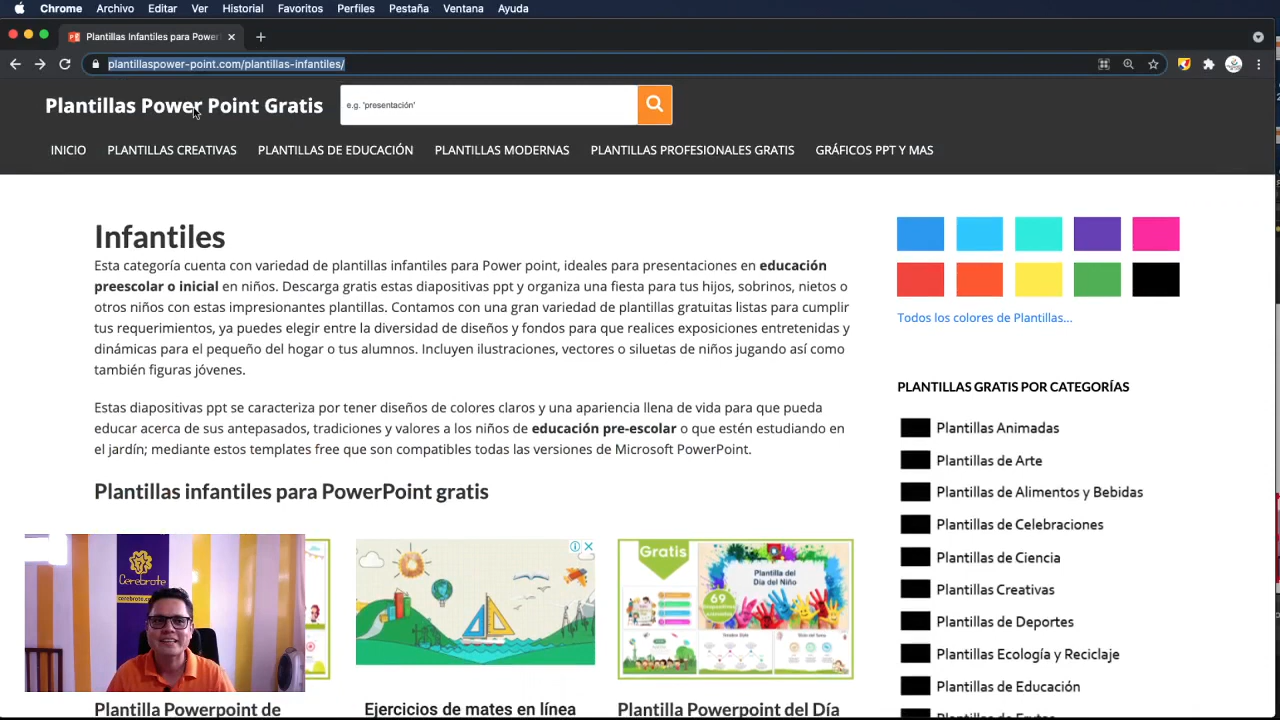 Chrome Archivo Editar Ver Historial Favoritos Perfiles Pestaña Ventana Ayuda
Plantillas Infantiles para Power
plantillaspower-point.com/plantillas-infantiles/
Plantillas Power Point Gratis
e.g. 'presentación'
INICIO PLANTILLAS CREATIVAS PLANTILLAS DE EDUCACIÓN PLANTILLAS MODERNAS PLANTILLAS PROFESIONALES GRATIS GRÁFICOS PPT Y MAS
Infantiles
Esta categoría cuenta con variedad de plantillas infantiles para Power point, ideales para presentaciones en educación
preescolar o inicial en niños. Descarga gratis estas diapositivas ppt y organiza una fiesta para tus hijos, sobrinos, nietos o
otros niños con estas impresionantes plantillas. Contamos con una gran variedad de plantillas gratuitas listas para cumplir
tus requerimientos, ya puedes elegir entre la diversidad de diseños y fondos para que realices exposiciones entretenidas y
dinámicas para el pequeño del hogar o tus alumnos. Incluyen ilustraciones, vectores o siluetas de niños jugando así como
también figuras jóvenes.
Estas diapositivas ppt se caracteriza por tener diseños de colores claros y una apariencia llena de vida para que pueda
educar acerca de sus antepasados, tradiciones y valores a los niños de educación pre-escolar o que estén estudiando en
el jardín; mediante estos templates free que son compatibles todas las versiones de Microsoft PowerPoint.
Plantillas infantiles para PowerPoint gratis
Cerebrote
cerebrote.com
Gratis
Plantilla del
Día del Niño
69
Plantilla Powerpoint de
Ejercicios de mates en línea
Plantilla Powerpoint del Día
Todos los colores de Plantillas...
PLANTILLAS GRATIS POR CATEGORÍAS
Plantillas Animadas
Plantillas de Arte
Plantillas de Alimentos y Bebidas
Plantillas de Celebraciones
Plantillas de Ciencia
Plantillas Creativas
Plantillas de Deportes
Plantillas Ecología y Reciclaje
Plantillas de Educación
Plantillas de Frutas